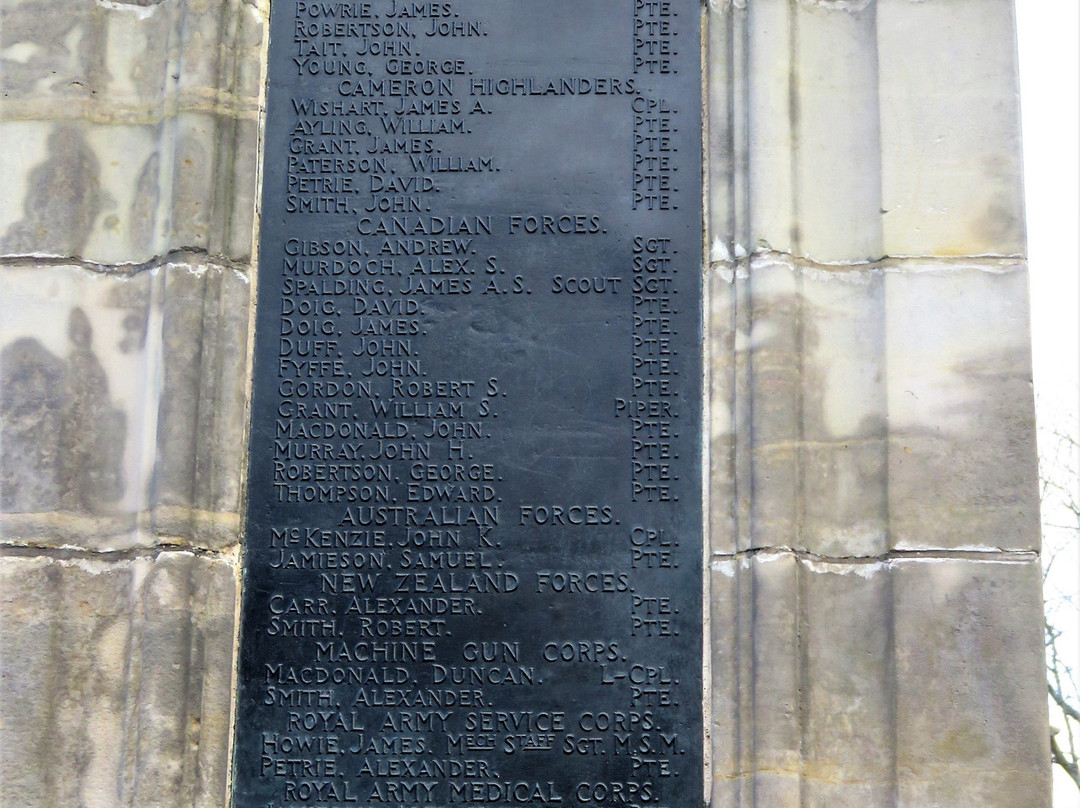 POWRIE, JAMES. PTE.
ROBERTSON, JOHN. PTE.
TAIT, JOHN. PTE.
YOUNG, GEORGE. PTE.
CAMERON HIGHLANDERS.
WISHART, JAMES A. CPL.
AYLING, WILLIAM. PTE.
GRANT, JAMES. PTE.
PATERSON, WILLIAM. PTE.
PETRIE, DAVID. PTE.
SMITH, JOHN. PTE.
CANADIAN FORCES.
GIBSON, ANDREW. SGT.
MURDOCH, ALEX. S. SGT.
SPALDING, JAMES A.S. SCOUT SGT.
DOIG, DAVID. PTE.
DOIG, JAMES. PTE.
DUFF, JOHN. PTE.
FYFFE, JOHN. PTE.
GORDON, ROBERT S. PTE.
GRANT, WILLIAM S. PIPER.
MACDONALD, JOHN. PTE.
MURRAY, JOHN H. PTE.
ROBERTSON, GEORGE. PTE.
THOMPSON, EDWARD. PTE.
AUSTRALIAN FORCES.
McKENZIE, JOHN K. CPL.
JAMIESON, SAMUEL. PTE.
NEW ZEALAND FORCES.
CARR, ALEXANDER. PTE.
SMITH, ROBERT. PTE.
MACHINE GUN CORPS.
MACDONALD, DUNCAN. L-CPL.
SMITH, ALEXANDER. PTE.
ROYAL ARMY SERVICE CORPS.
HOWIE, JAMES. MECH STAFF SGT. M.S.M.
PETRIE, ALEXANDER. PTE.
ROYAL ARMY MEDICAL CORPS.